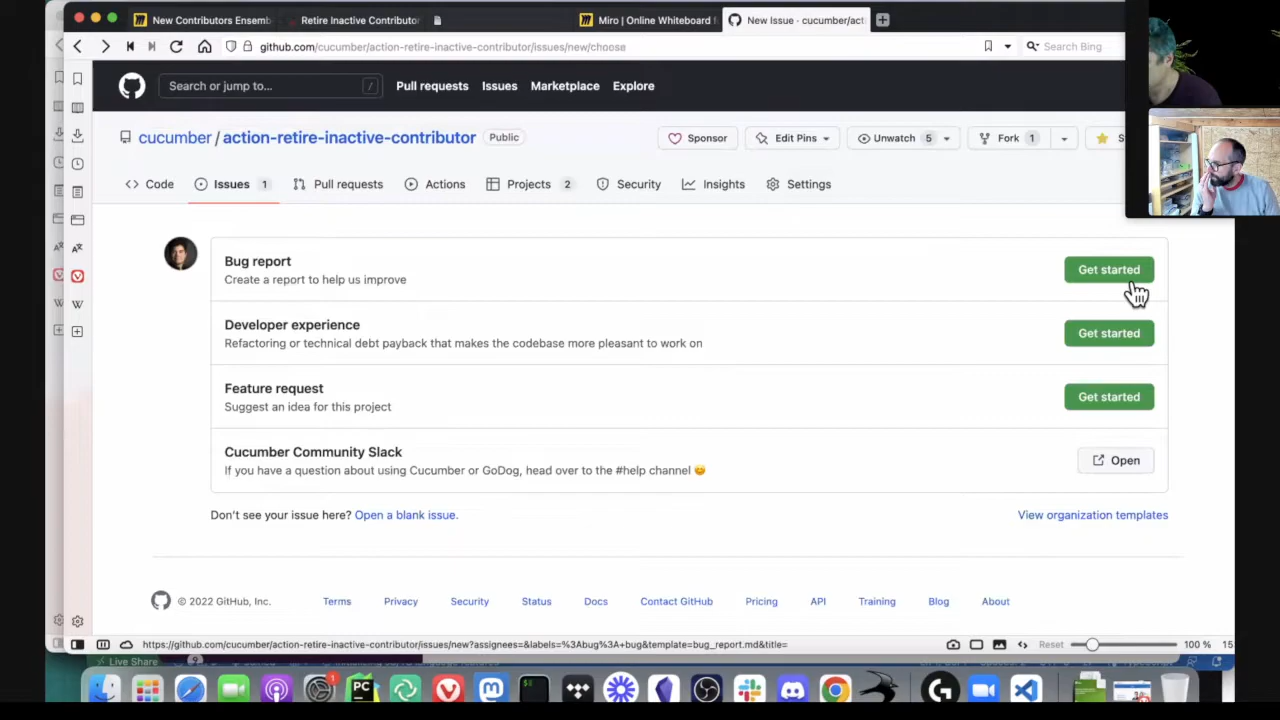 New Contributors Ensemb
Retire Inactive Contributor
Miro | Online Whiteboard f
New Issue · cucumber/act
github.com/cucumber/action-retire-inactive-contributor/issues/new/choose
Search Bing
Search or jump to...
/
Pull requests
Issues
Marketplace
Explore
cucumber / action-retire-inactive-contributor
Public
Sponsor
Edit Pins
Unwatch 5
Fork 1
S
Code
Issues 1
Pull requests
Actions
Projects 2
Security
Insights
Settings
Bug report
Create a report to help us improve
Get started
Developer experience
Refactoring or technical debt payback that makes the codebase more pleasant to work on
Get started
Feature request
Suggest an idea for this project
Get started
Cucumber Community Slack
If you have a question about using Cucumber or GoDog, head over to the #help channel 😊
Open
Don't see your issue here? Open a blank issue.
View organization templates
© 2022 GitHub, Inc.
Terms
Privacy
Security
Status
Docs
Contact GitHub
Pricing
API
Training
Blog
About
https://github.com/cucumber/action-retire-inactive-contributor/issues/new?assignees=&labels=%3Abug%3A+bug&template=bug_report.md&title=
Reset
100 %
15
Live Share
PC